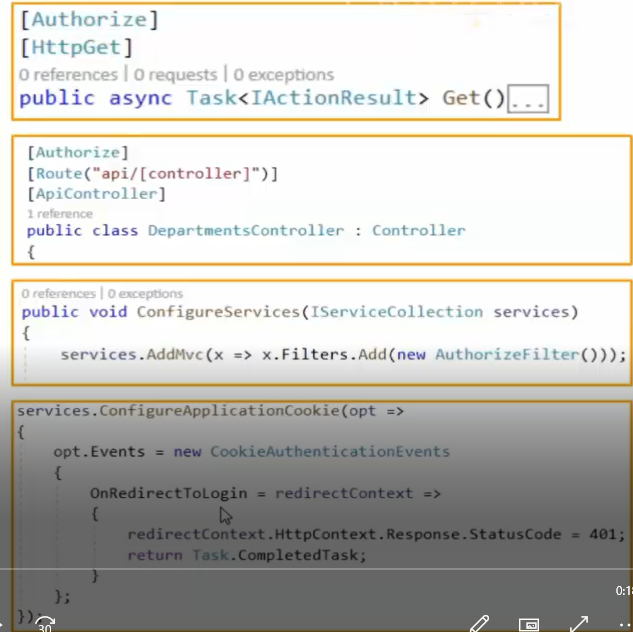 [Authorize]
[HttpGet]
0 references | 0 requests | 0 exceptions
public async Task<IActionResult> Get()...
[Authorize]
[Route("api/[controller]")]
[ApiController]
1 reference
public class DepartmentsController : Controller
{
0 references | 0 exceptions
public void ConfigureServices(IServiceCollection services)
{
services.AddMvc(x => x.Filters.Add(new AuthorizeFilter()));
services.ConfigureApplicationCookie(opt =>
{
opt.Events = new CookieAuthenticationEvents
{
OnRedirectToLogin = redirectContext =>
{
redirectContext.HttpContext.Response.StatusCode = 401;
return Task.CompletedTask;
}
};
});
0:18
30